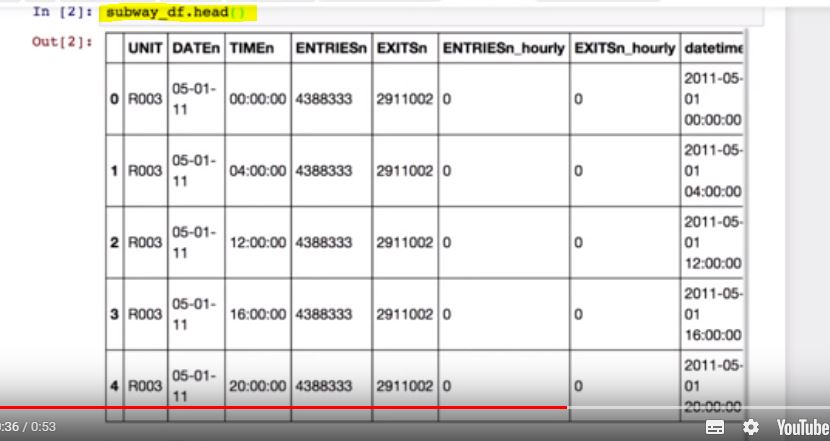 In [2]: subway_df.head()
Out[2]:
UNIT DATEn TIMEn ENTRIESn EXITSn ENTRIESn_hourly EXITSn_hourly datetime
0 R003 05-01-11 00:00:00 4388333 2911002 0 0 2011-05-01 00:00:00
1 R003 05-01-11 04:00:00 4388333 2911002 0 0 2011-05-01 04:00:00
2 R003 05-01-11 12:00:00 4388333 2911002 0 0 2011-05-01 12:00:00
3 R003 05-01-11 16:00:00 4388333 2911002 0 0 2011-05-01 16:00:00
4 R003 05-01-11 20:00:00 4388333 2911002 0 0 2011-05-01 20:00:00
:36 / 0:53
YouTube